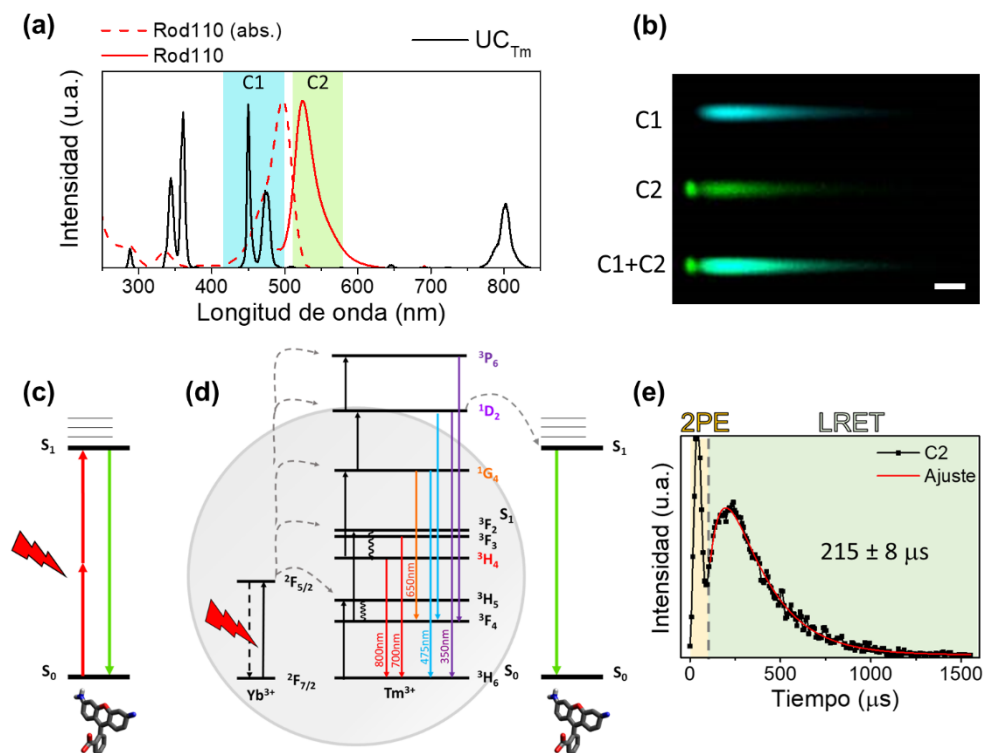 (a)
Rod110 (abs.)
Rod110
UC_Tm
C1
C2
Intensidad (u.a.)
300
400
500
600
700
800
Longitud de onda (nm)
(b)
C1
C2
C1+C2
(c)
S₁
S₀
(d)
³P₆
¹D₂
¹G₄
³F₂
S₁
³F₃
³H₄
³H₅
³F₄
³H₆
S₀
²F₅/₂
²F₇/₂
Yb³⁺
Tm³⁺
800nm
700nm
650nm
475nm
350nm
S₁
S₀
(e)
2PE
LRET
C2
Ajuste
215 ± 8 μs
Intensidad (u.a.)
0
500
1000
1500
Tiempo (μs)